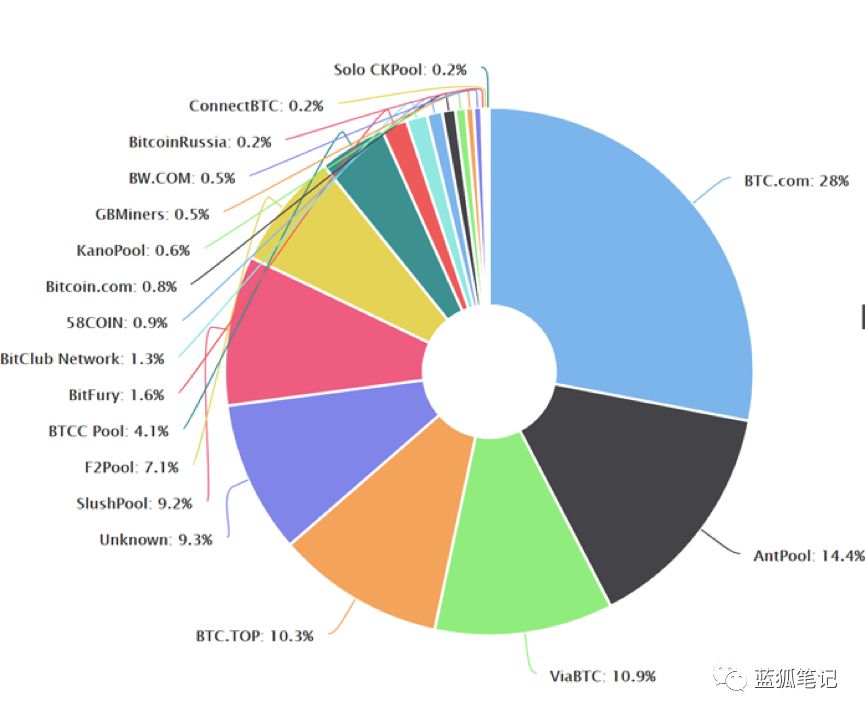 Solo CKPool: 0.2%
ConnectBTC: 0.2%
BitcoinRussia: 0.2%
BW.COM: 0.5%
GBMiners: 0.5%
KanoPool: 0.6%
Bitcoin.com: 0.8%
58COIN: 0.9%
BitClub Network: 1.3%
BitFury: 1.6%
BTCC Pool: 4.1%
F2Pool: 7.1%
SlushPool: 9.2%
Unknown: 9.3%
BTC.TOP: 10.3%
ViaBTC: 10.9%
AntPool: 14.4%
BTC.com: 28%
蓝狐笔记